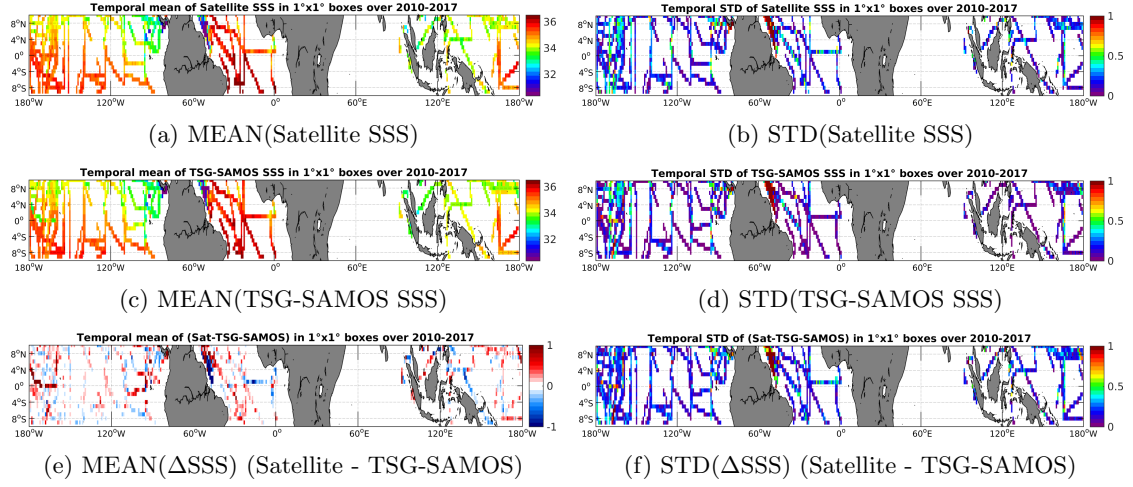 Temporal mean of Satellite SSS in 1°x1° boxes over 2010-2017
8°N
4°N
0°
4°S
8°S
180°W 120°W 60°W 0° 60°E 120°E 180°W
36
34
32
(a) MEAN(Satellite SSS)
Temporal STD of Satellite SSS in 1°x1° boxes over 2010-2017
8°N
4°N
0°
4°S
8°S
180°W 120°W 60°W 0° 60°E 120°E 180°W
1
0.5
0
(b) STD(Satellite SSS)
Temporal mean of TSG-SAMOS SSS in 1°x1° boxes over 2010-2017
8°N
4°N
0°
4°S
8°S
180°W 120°W 60°W 0° 60°E 120°E 180°W
36
34
32
(c) MEAN(TSG-SAMOS SSS)
Temporal STD of TSG-SAMOS SSS in 1°x1° boxes over 2010-2017
8°N
4°N
0°
4°S
8°S
180°W 120°W 60°W 0° 60°E 120°E 180°W
1
0.5
0
(d) STD(TSG-SAMOS SSS)
Temporal mean of (Sat-TSG-SAMOS) in 1°x1° boxes over 2010-2017
8°N
4°N
0°
4°S
8°S
180°W 120°W 60°W 0° 60°E 120°E 180°W
1
0
-1
(e) MEAN(ΔSSS) (Satellite - TSG-SAMOS)
Temporal STD of (Sat-TSG-SAMOS) in 1°x1° boxes over 2010-2017
8°N
4°N
0°
4°S
8°S
180°W 120°W 60°W 0° 60°E 120°E 180°W
1
0.5
0
(f) STD(ΔSSS) (Satellite - TSG-SAMOS)